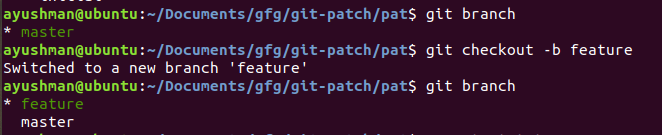 ayushman@ubuntu:~/Documents/gfg/git-patch/pat$ git branch
* master
ayushman@ubuntu:~/Documents/gfg/git-patch/pat$ git checkout -b feature
Switched to a new branch 'feature'
ayushman@ubuntu:~/Documents/gfg/git-patch/pat$ git branch
* feature
  master